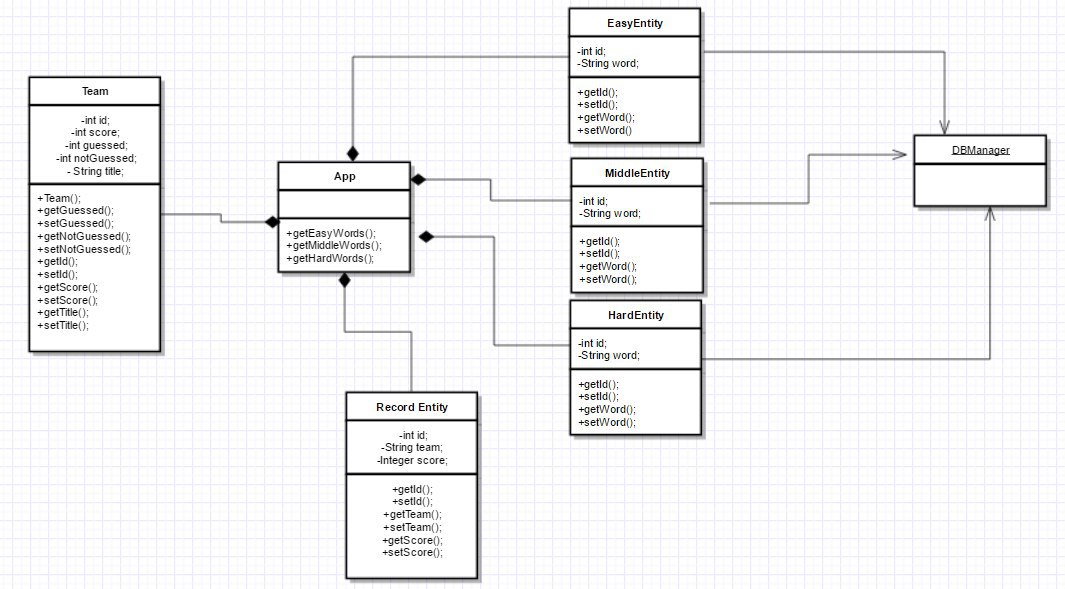 Team
-int id;
-int score;
-int guessed;
-int notGuessed;
- String title;
+Team();
+getGuessed();
+setGuessed();
+getNotGuessed();
+setNotGuessed();
+getId();
+setId();
+getScore();
+setScore();
+getTitle();
+setTitle();
App
+getEasyWords();
+getMiddleWords();
+getHardWords();
Record Entity
-int id;
-String team;
-Integer score;
+getId();
+setId();
+getTeam();
+setTeam();
+getScore();
+setScore();
EasyEntity
-int id;
-String word;
+getId();
+setId();
+getWord();
+setWord()
MiddleEntity
-int id;
-String word;
+getId();
+setId();
+getWord();
+setWord();
HardEntity
-int id;
-String word;
+getId();
+setId();
+getWord();
+setWord();
DBManager